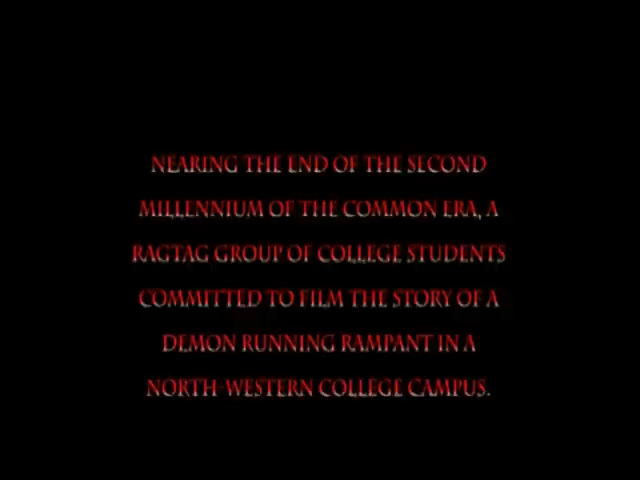 NEARING THE END OF THE SECOND
MILLENNIUM OF THE COMMON ERA, A
RAGTAG GROUP OF COLLEGE STUDENTS
COMMITTED TO FILM THE STORY OF A
DEMON RUNNING RAMPANT IN A
NORTH-WESTERN COLLEGE CAMPUS.